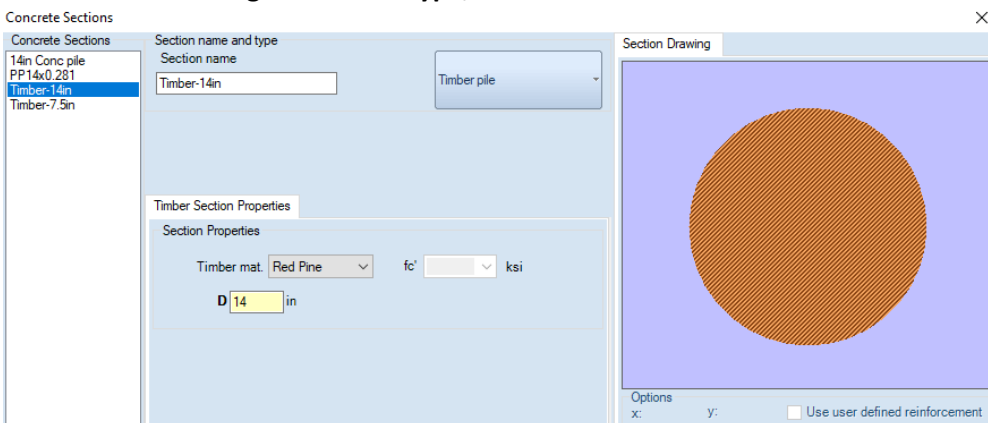 Concrete Sections
Concrete Sections
14in Conc pile
PP14x0.281
Timber-14in
Timber-7.5in
Section name and type
Section name
Timber-14in
Timber pile
Timber Section Properties
Section Properties
Timber mat. Red Pine fc' ksi
D 14 in
Section Drawing
Options
x: y: Use user defined reinforcement